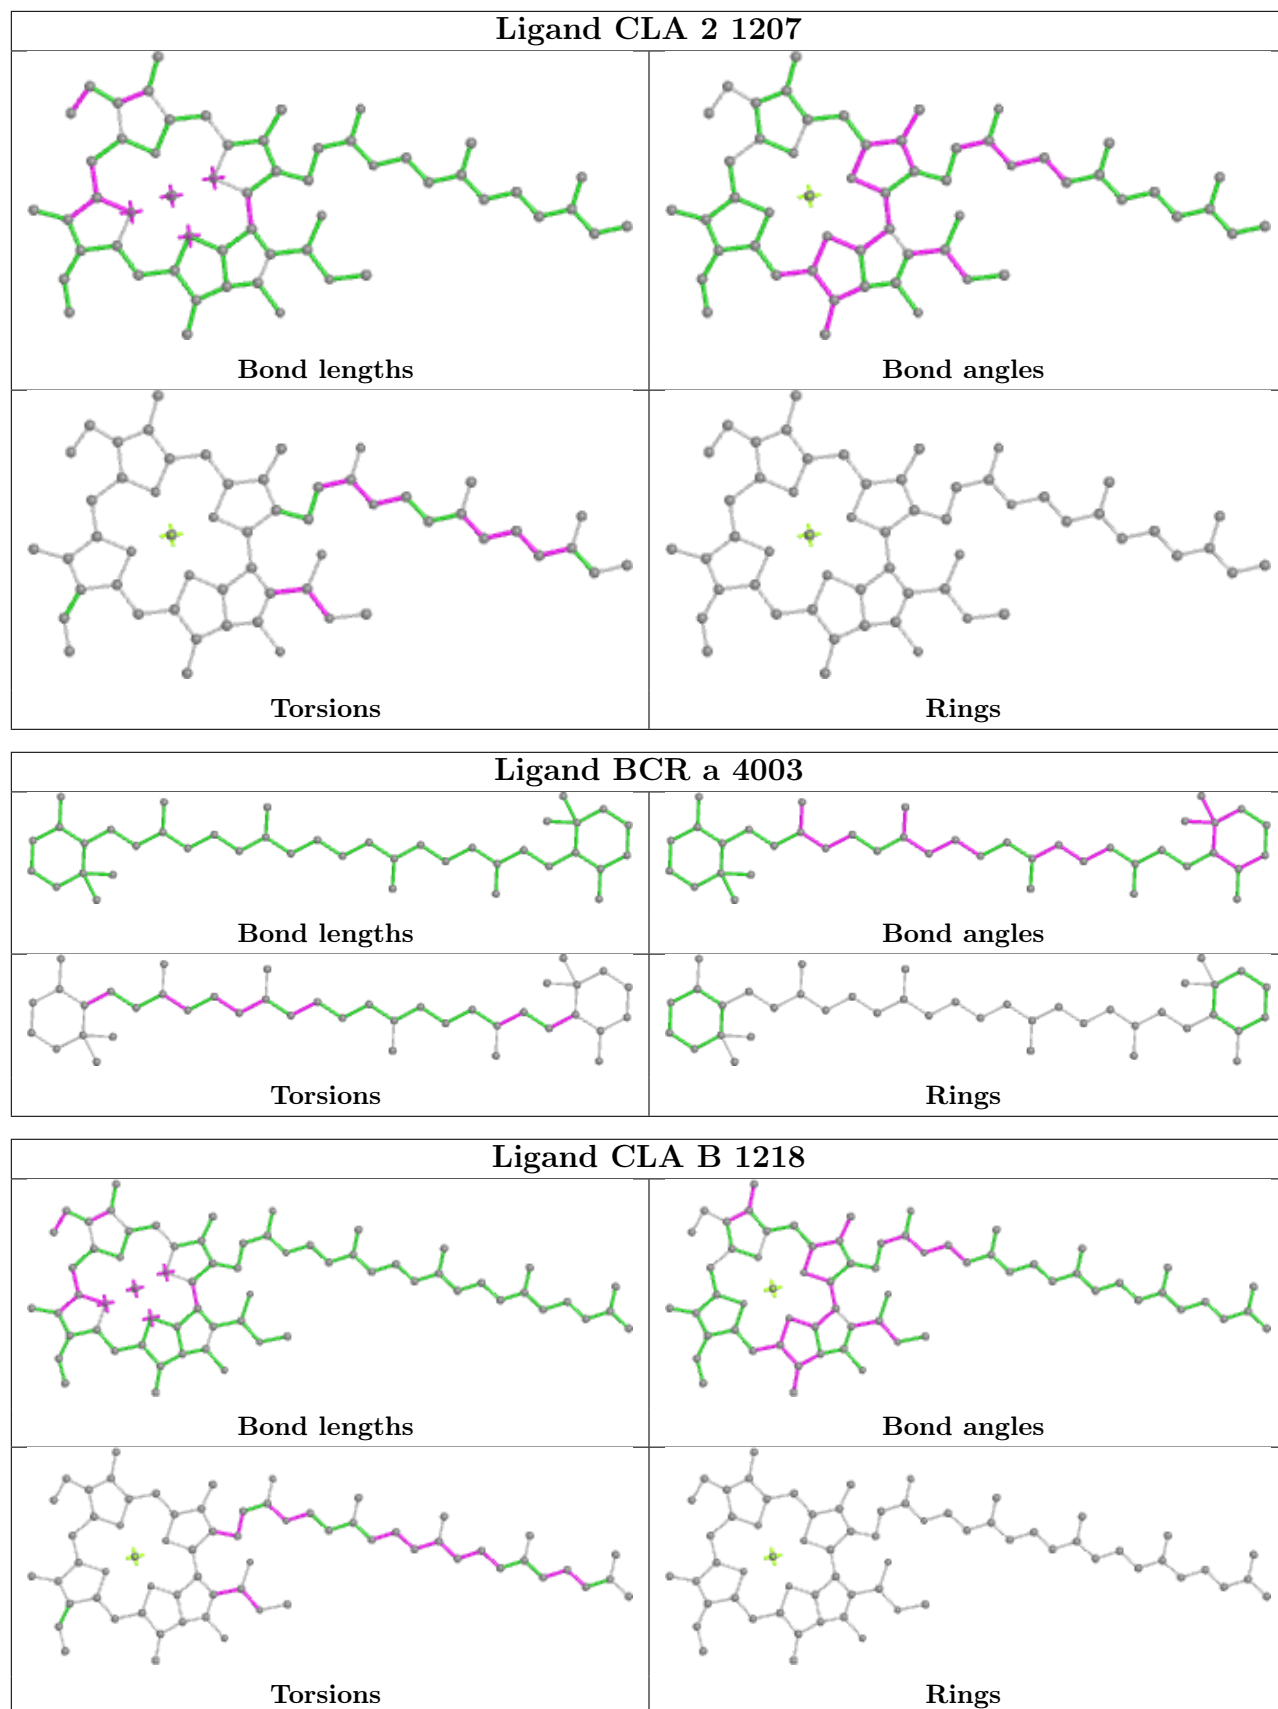 Ligand CLA 2 1207
Bond lengths
Bond angles
Torsions
Rings
Ligand BCR a 4003
Bond lengths
Bond angles
Torsions
Rings
Ligand CLA B 1218
Bond lengths
Bond angles
Torsions
Rings